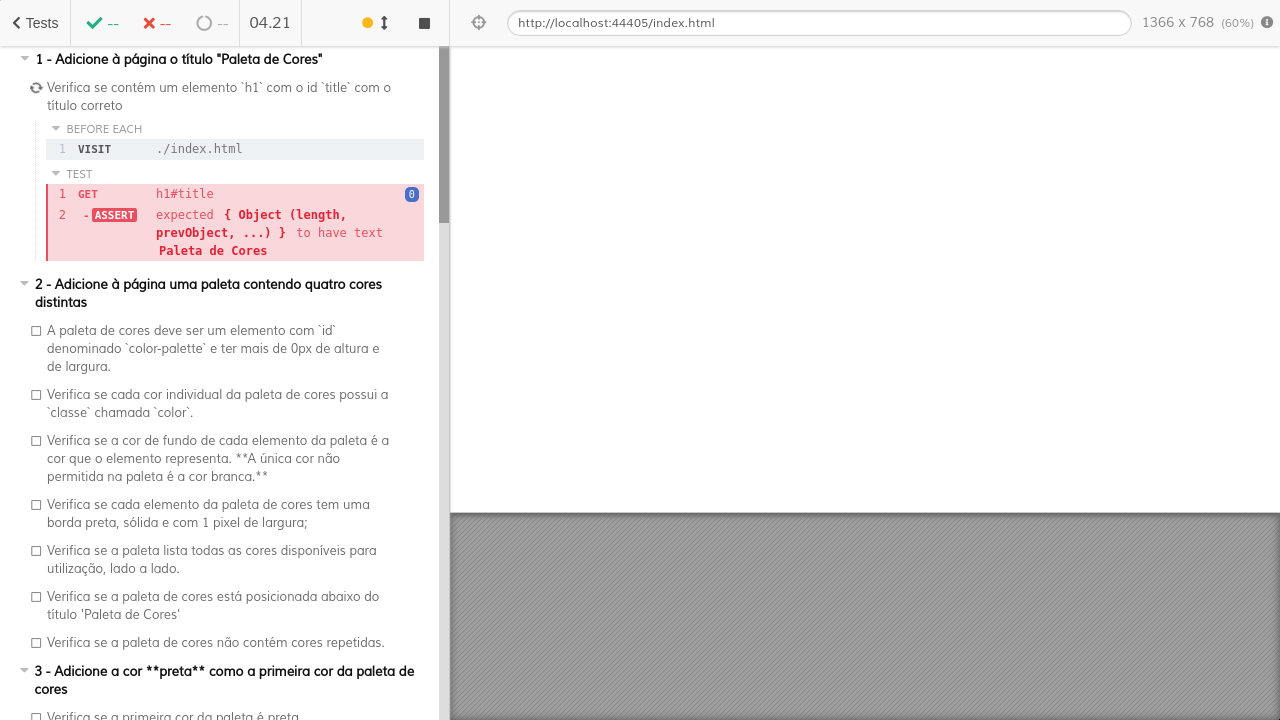 Tests -- -- -- 04.21 http://localhost:44405/index.html 1366 x 768 (60%)
1 - Adicione à página o título "Paleta de Cores"
Verifica se contém um elemento `h1` com o id `title` com o
título correto
BEFORE EACH
1 VISIT ./index.html
TEST
1 GET h1#title 0
2 -ASSERT expected { Object (length,
prevObject, ...) } to have text
Paleta de Cores
2 - Adicione à página uma paleta contendo quatro cores
distintas
A paleta de cores deve ser um elemento com `id`
denominado `color-palette` e ter mais de 0px de altura e
de largura.
Verifica se cada cor individual da paleta de cores possui a
`classe` chamada `color`.
Verifica se a cor de fundo de cada elemento da paleta é a
cor que o elemento representa. **A única cor não
permitida na paleta é a cor branca.**
Verifica se cada elemento da paleta de cores tem uma
borda preta, sólida e com 1 pixel de largura;
Verifica se a paleta lista todas as cores disponíveis para
utilização, lado a lado.
Verifica se a paleta de cores está posicionada abaixo do
título 'Paleta de Cores'
Verifica se a paleta de cores não contém cores repetidas.
3 - Adicione a cor **preta** como a primeira cor da paleta de
cores
Verifica se a primeira cor da paleta é preta